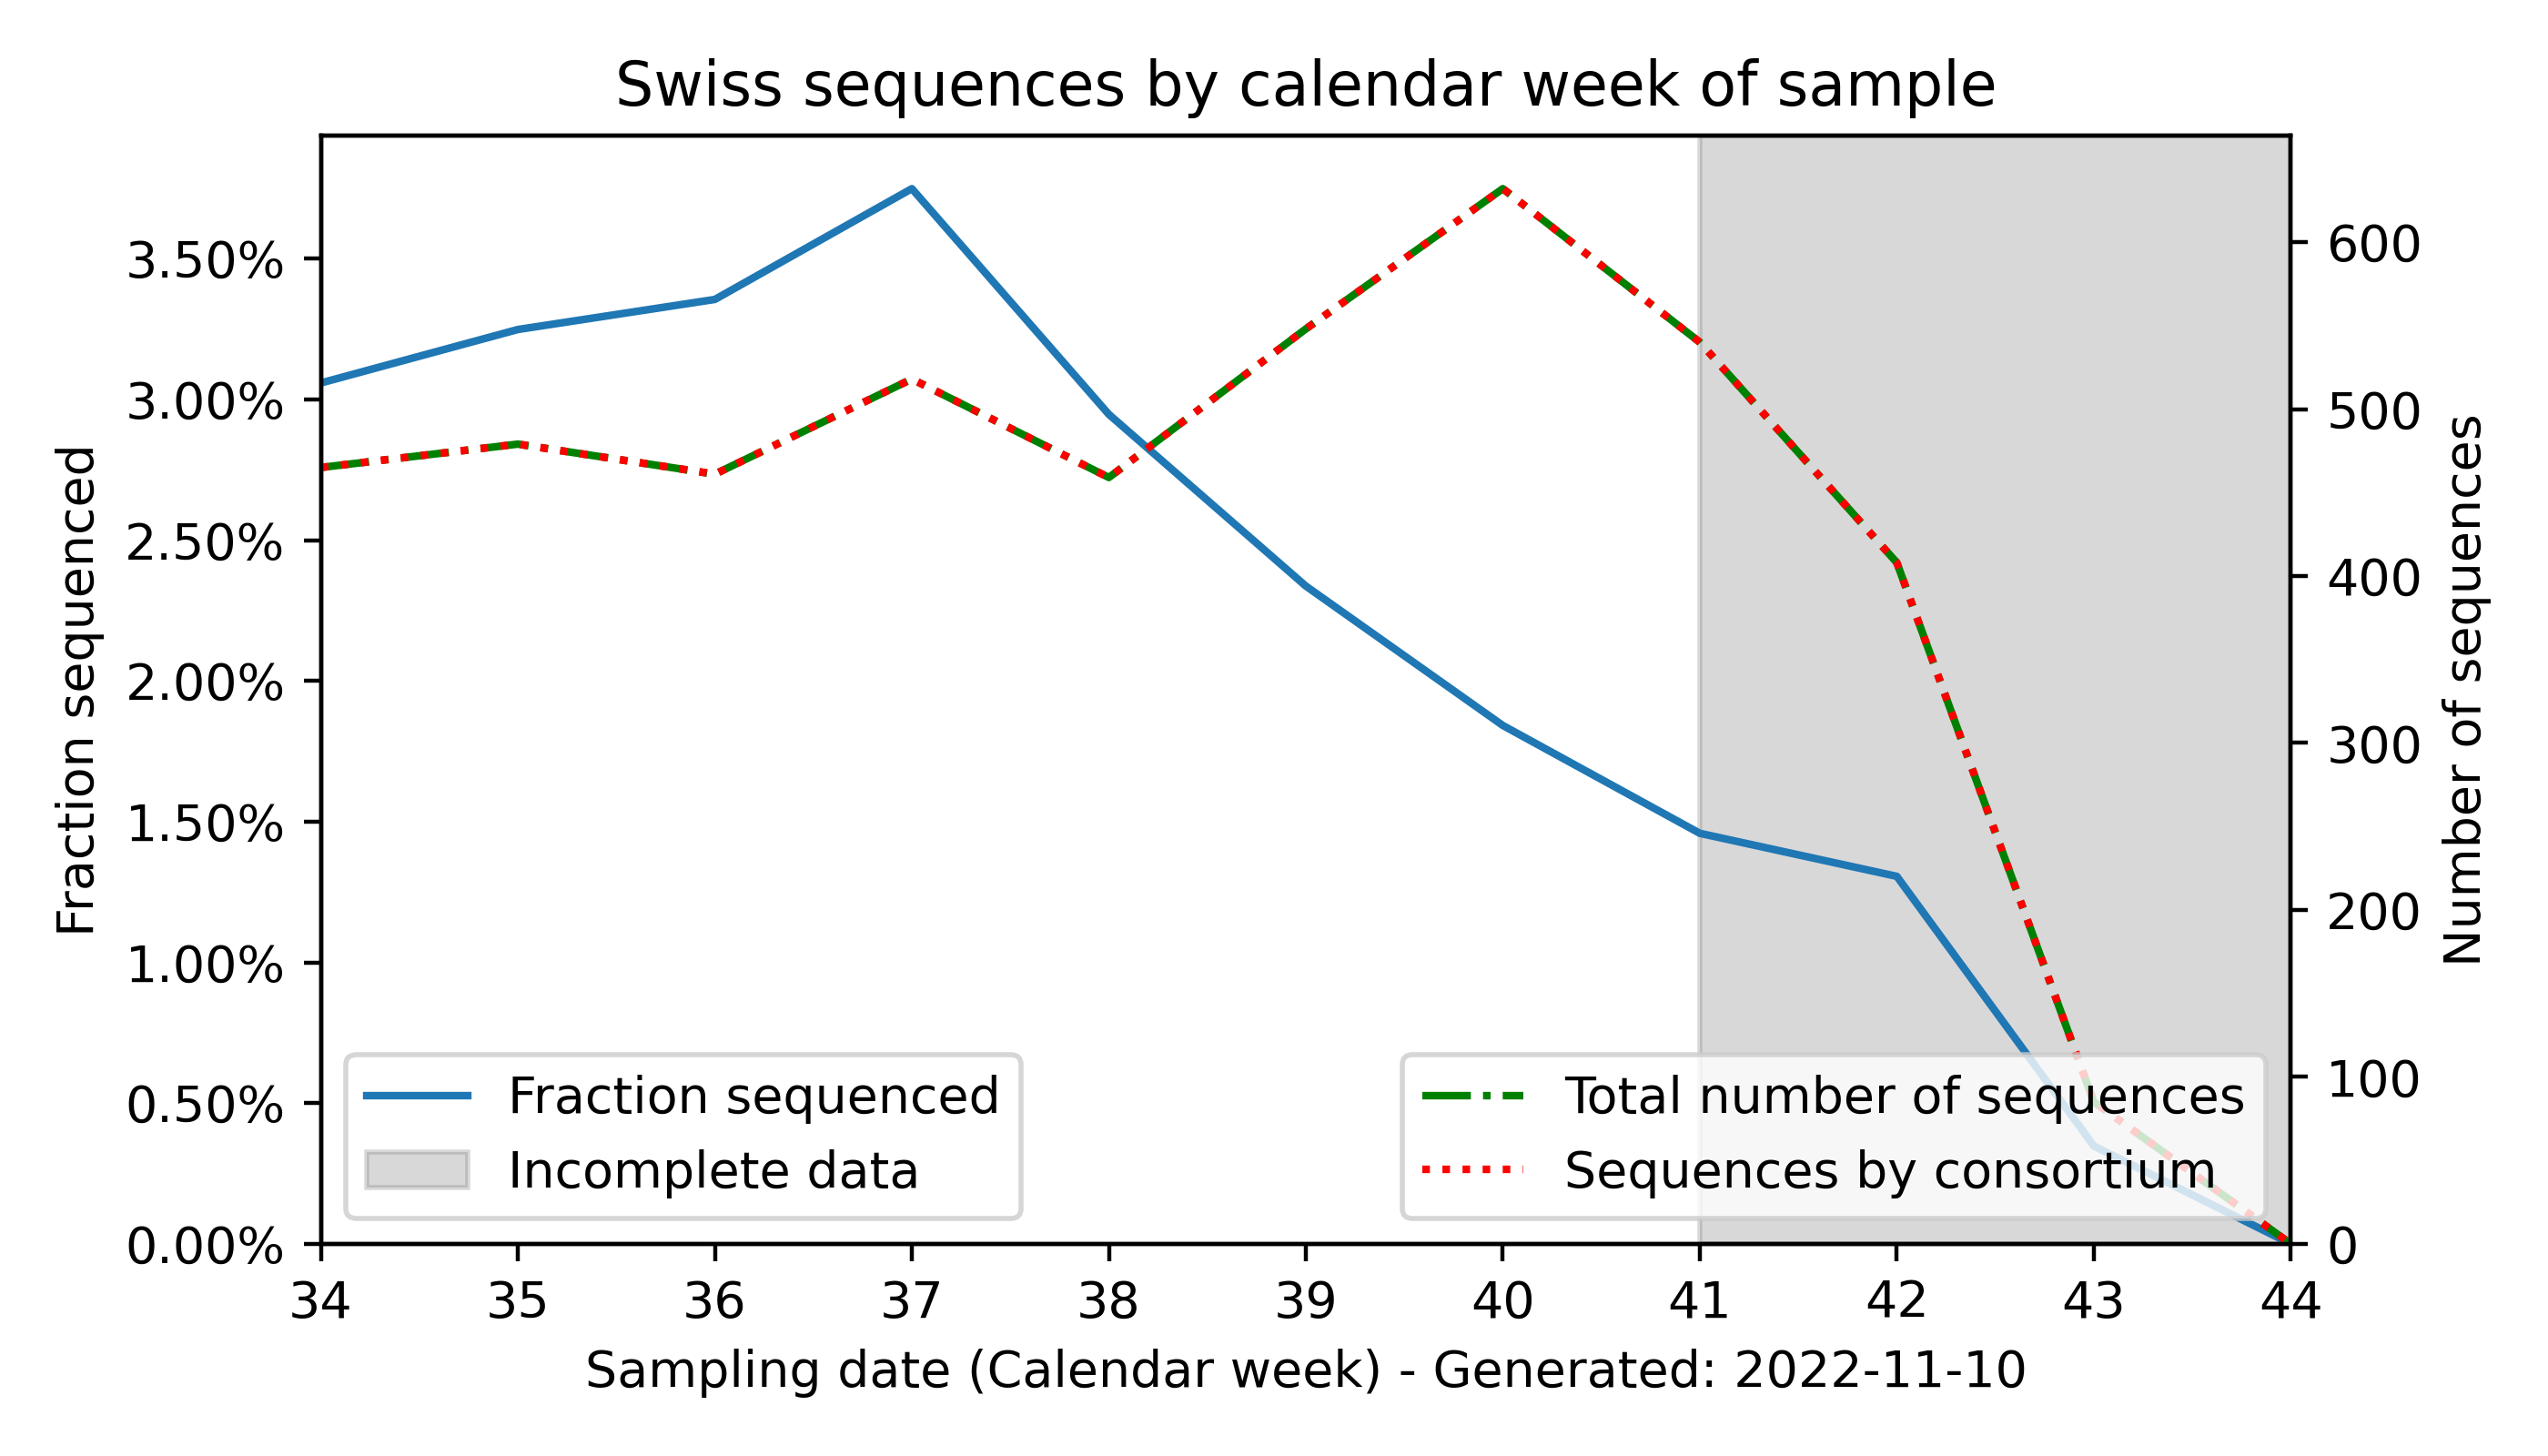 Swiss sequences by calendar week of sample
3.50%
3.00%
2.50%
2.00%
1.50%
1.00%
0.50%
0.00%
Fraction sequenced
600
500
400
300
200
100
0
Number of sequences
Fraction sequenced
Incomplete data
Total number of sequences
Sequences by consortium
34 35 36 37 38 39 40 41 42 43 44
Sampling date (Calendar week) - Generated: 2022-11-10